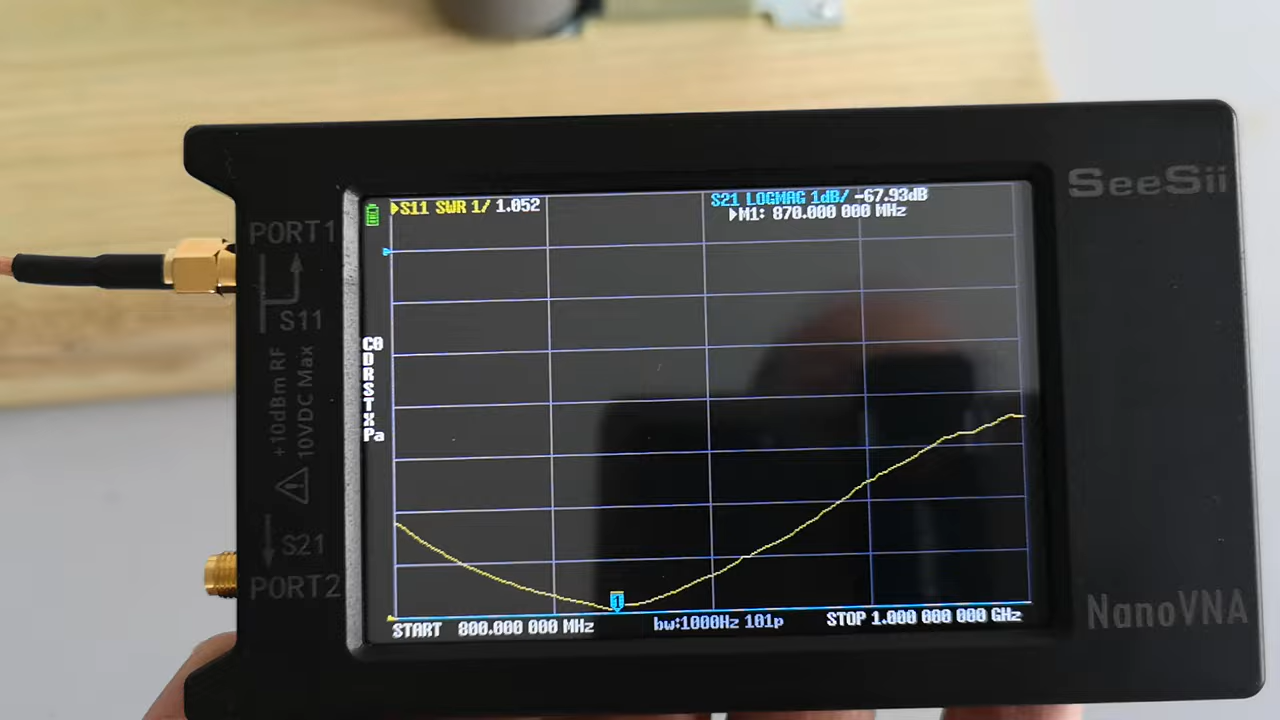 SeeSii
S11 SWR 1/ 1.052
S21 LOGMAG 1dB/ -67.93dB
M1: 870.000 000 MHz
PORT1
S11
C0
D
R
S
T
X
Pa
+10dBm RF
10VDC Max
S21
PORT2
1
START 800.000 000 MHz
bw:1000Hz 101p
STOP 1.000 000 000 GHz
NanoVNA